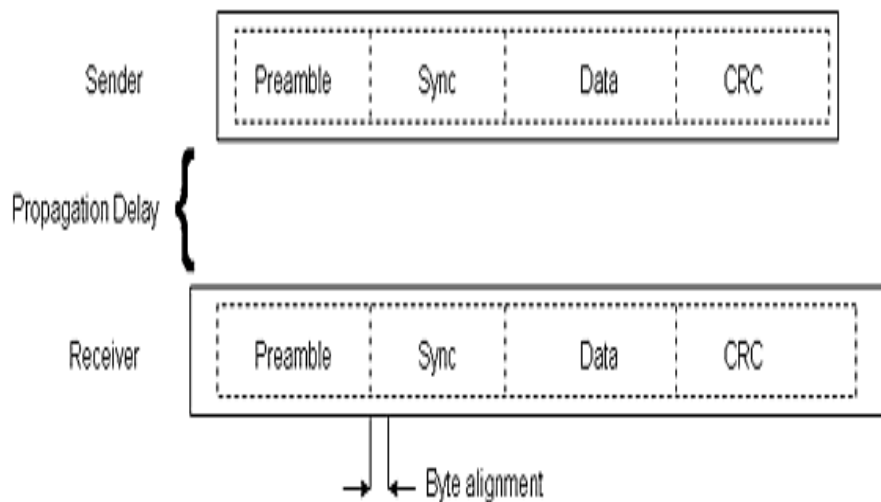 Sender Preamble Sync Data CRC
Propagation Delay
Receiver Preamble Sync Data CRC
Byte alignment